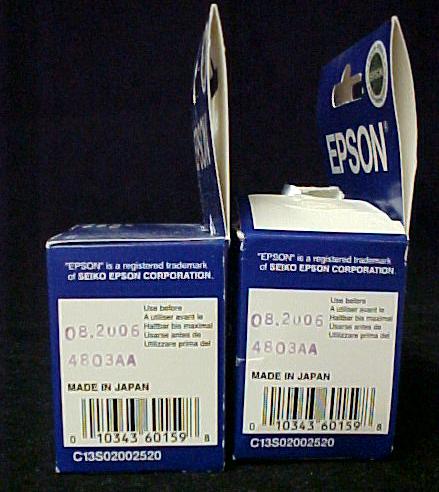 EPSON
"EPSON" is a registered trademark
of SEIKO EPSON CORPORATION.
Use before
A utiliser avant le
Haltbar bis maximal
Usarse antes de
Utilizzare prima del
08.2006
4803AA
MADE IN JAPAN
0 10343 60159 8
C13S02002520
EPSON
"EPSON" is a registered trademark
of SEIKO EPSON CORPORATION.
Use before
A utiliser avant le
Haltbar bis maximal
Usarse antes de
Utilizzare prima del
08.2006
4803AA
MADE IN JAPAN
0 10343 60159 8
C13S02002520